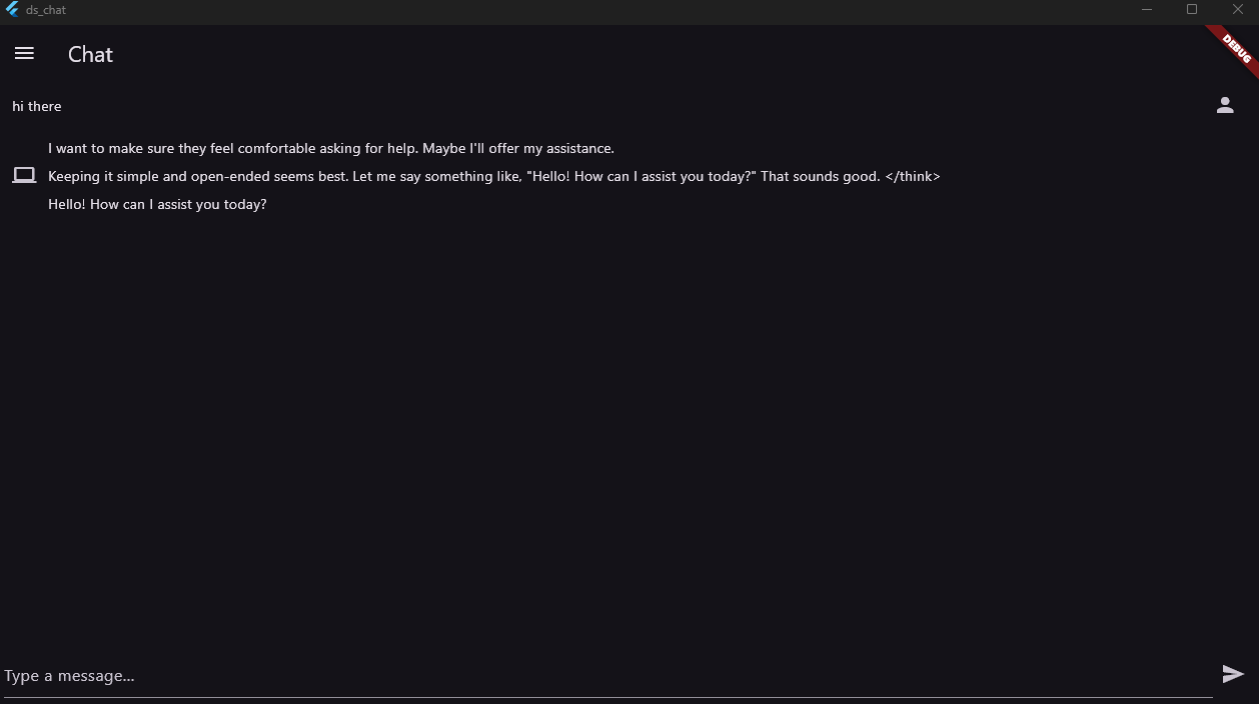 ds_chat
Chat
DEBUG
hi there
I want to make sure they feel comfortable asking for help. Maybe I'll offer my assistance.
Keeping it simple and open-ended seems best. Let me say something like, "Hello! How can I assist you today?" That sounds good. </think>
Hello! How can I assist you today?
Type a message...